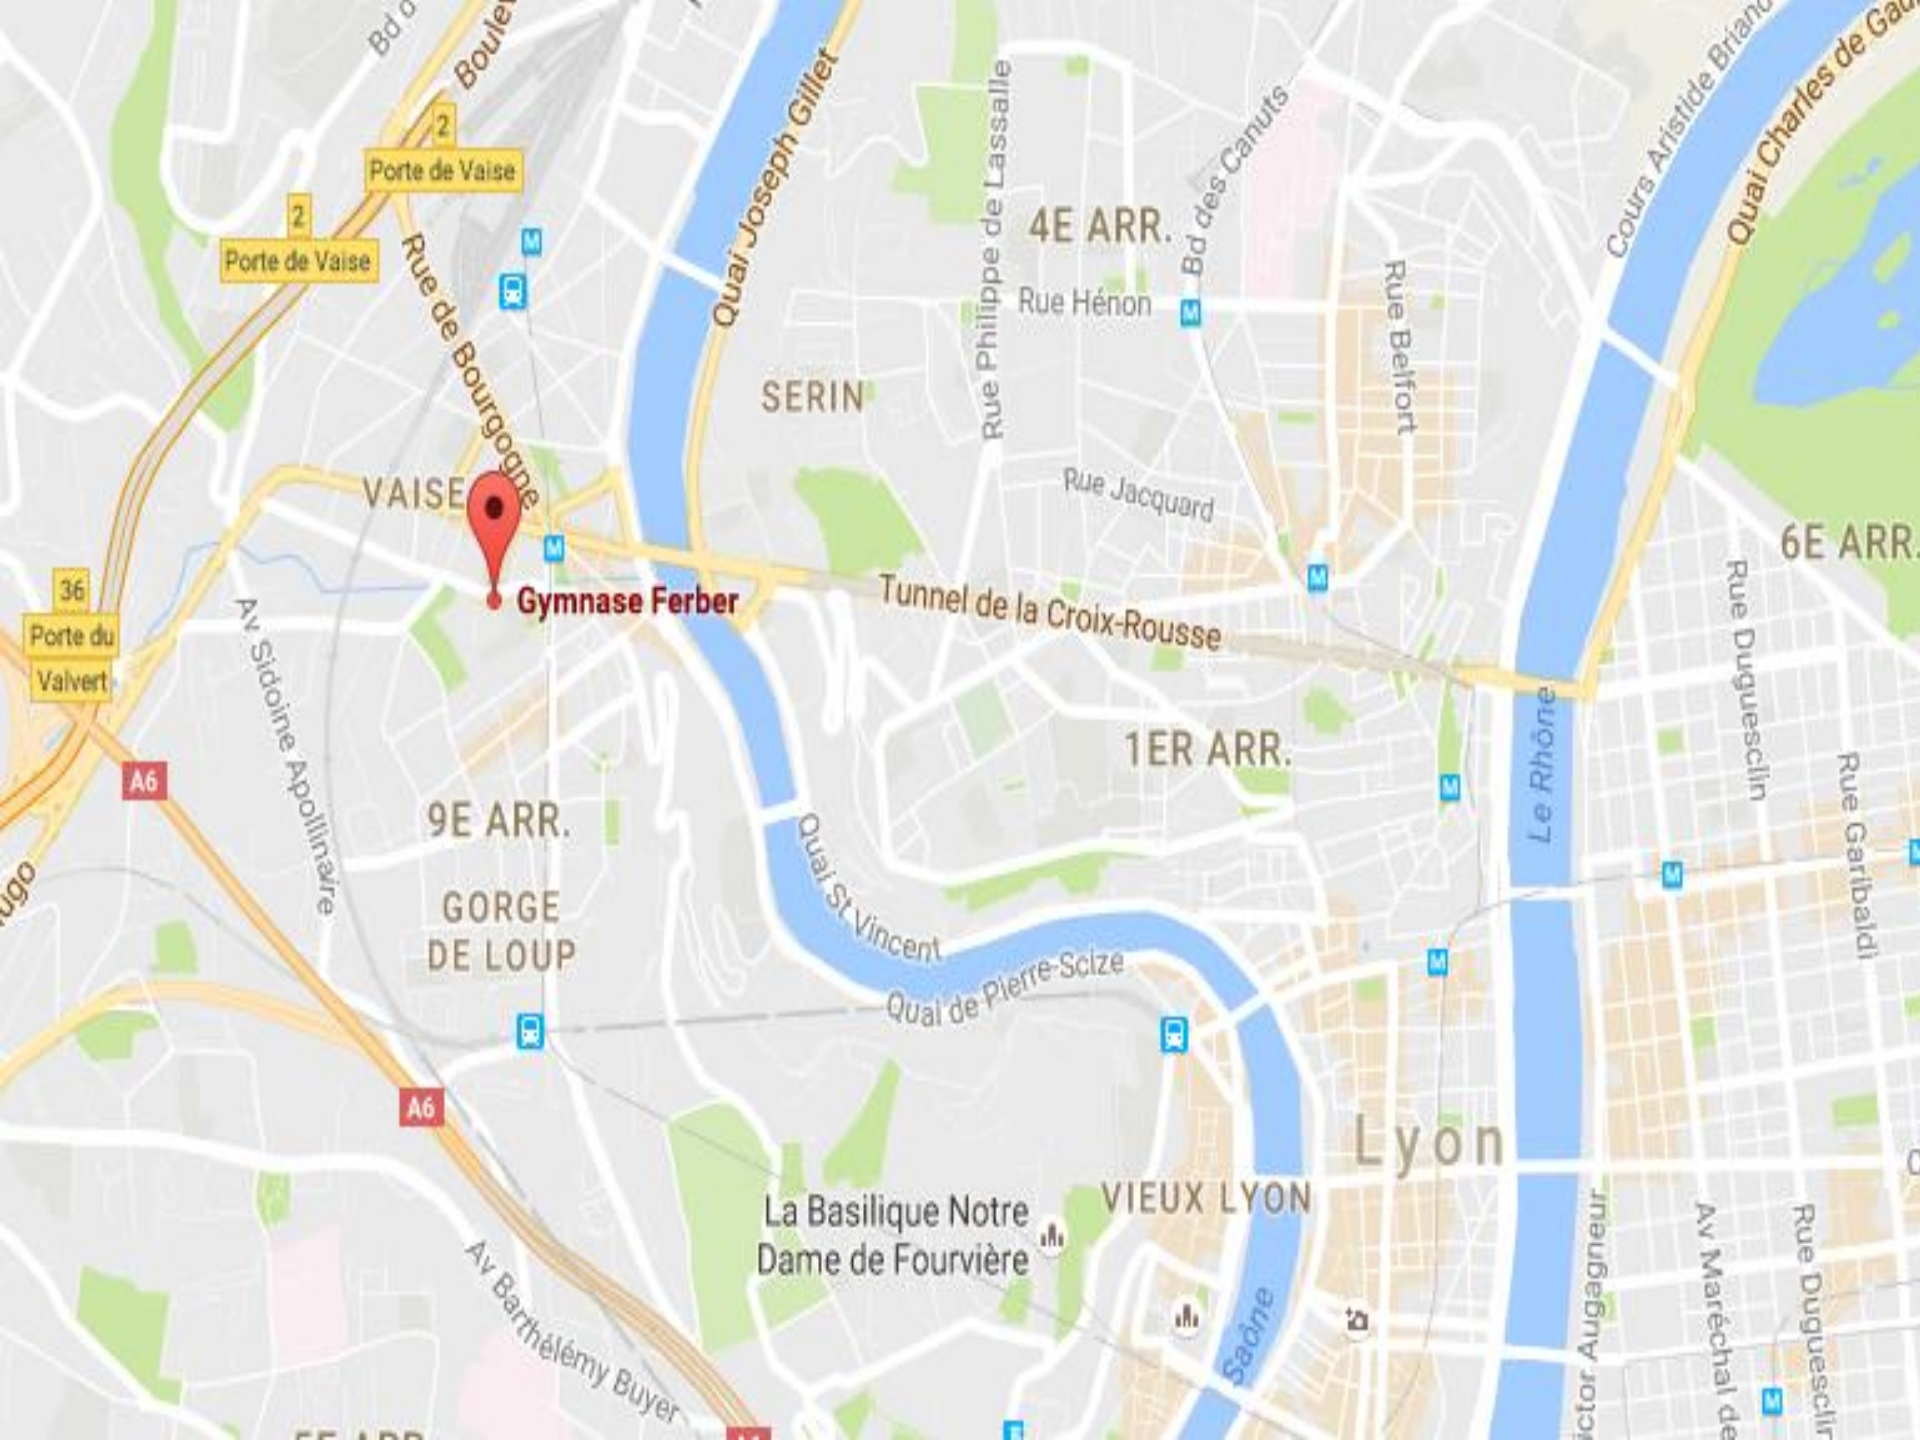 Bd
Boulev
2
Porte de Vaise
2
Porte de Vaise
Rue de Bourgogne
Quai Joseph Gillet
Rue Philippe de Lassalle
Bd des Canuts
4E ARR.
Rue Hénon
Rue Belfort
Cours Aristide Briand
Quai Charles de Gau
SERIN
VAISE
Rue Jacquard
6E ARR.
M
M
M
M
M
M
M
M
Gymnase Ferber
Tunnel de la Croix-Rousse
36
Porte du
Valvert
Av Sidoine Apollinaire
A6
Rue Duguesclin
Le Rhône
1ER ARR.
Rue Garibaldi
9E ARR.
ugo
GORGE
DE LOUP
Quai St Vincent
Quai de Pierre-Scize
A6
Lyon
VIEUX LYON
La Basilique Notre
Dame de Fourvière
Av Barthélémy Buyer
Saône
ictor Augagneur
Av Maréchal de
Rue Duguesclin
5E ARR